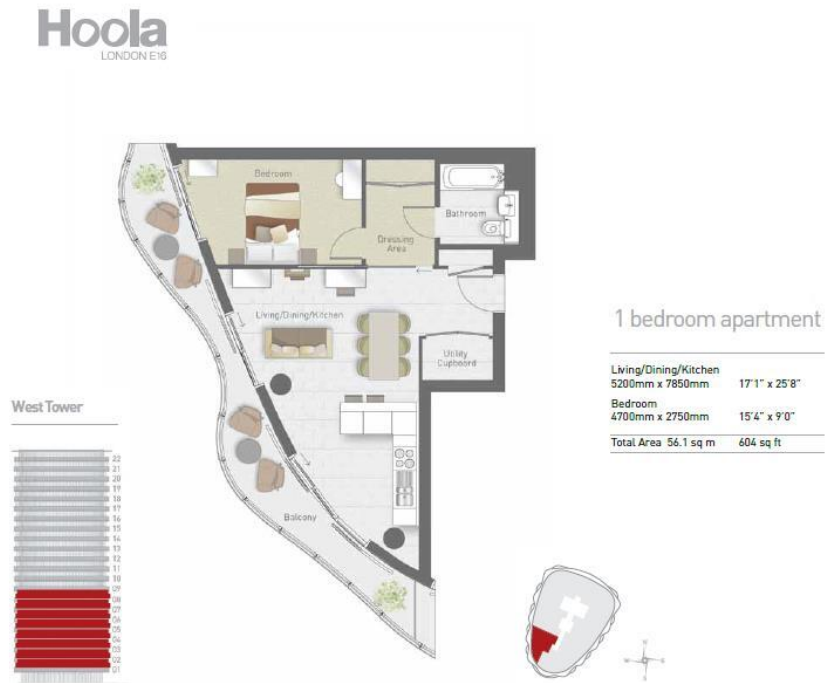 Hoola
LONDON E16
Bedroom
Bathroom
Dressing
Area
Living/Dining/Kitchen
Utility
Cupboard
Balcony
1 bedroom apartment
Living/Dining/Kitchen
5200mm x 7850mm 17'1" x 25'8"
Bedroom
4700mm x 2750mm 15'4" x 9'0"
Total Area 56.1 sq m 604 sq ft
West Tower
22
21
20
19
18
17
16
15
14
13
12
11
10
09
08
07
06
05
04
03
02
01
N
W
E
S